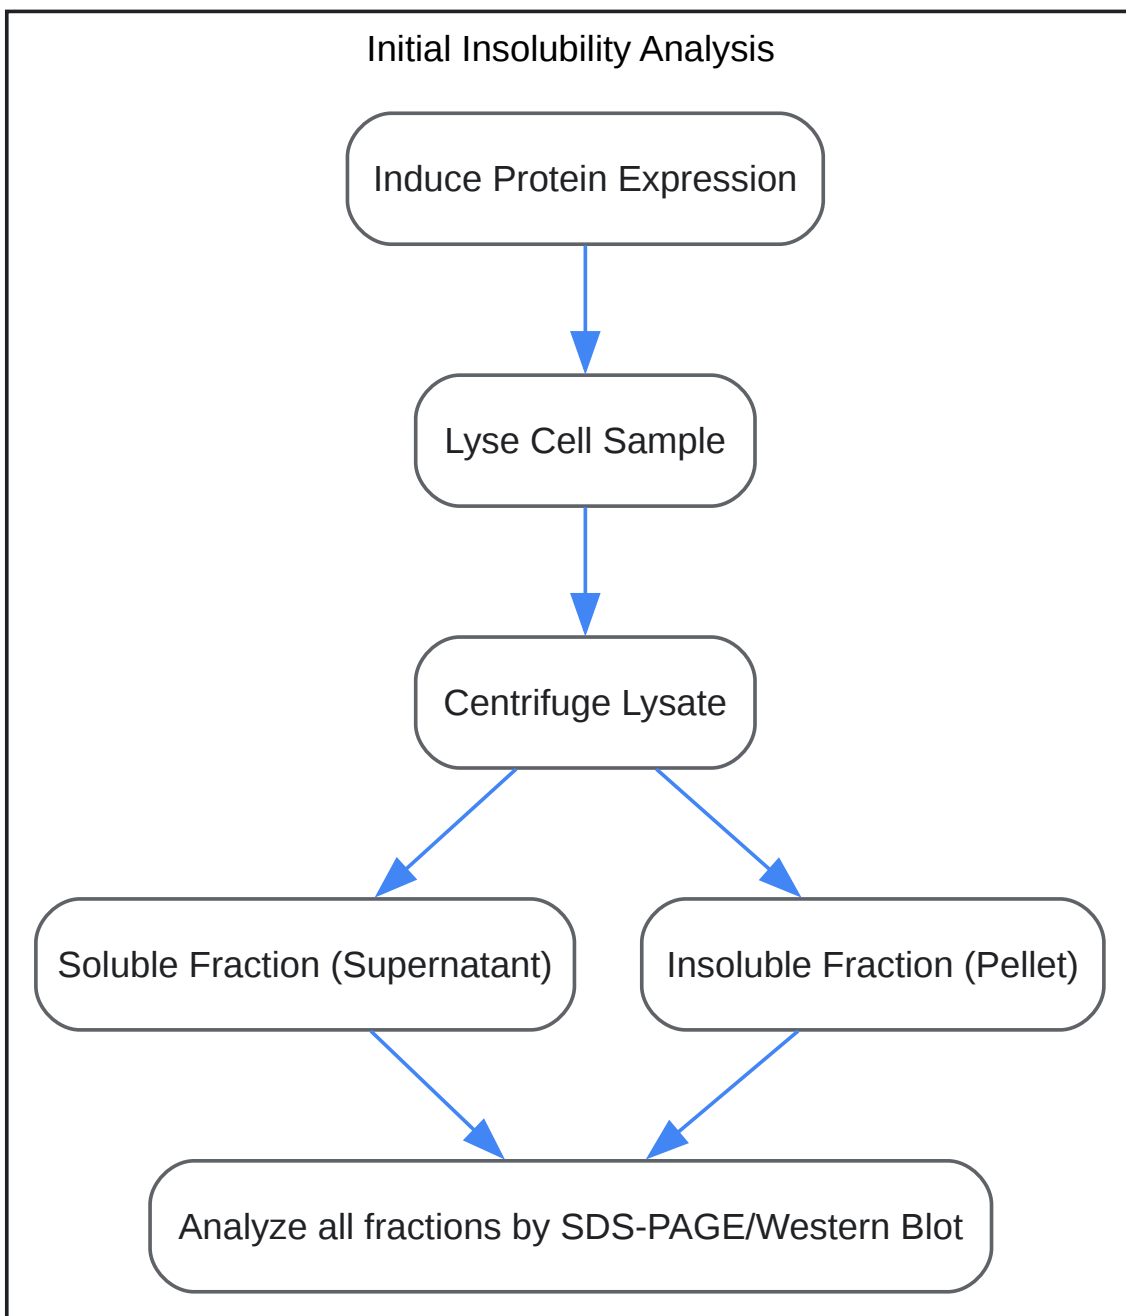 Initial Insolubility Analysis
Induce Protein Expression
Lyse Cell Sample
Centrifuge Lysate
Soluble Fraction (Supernatant)
Insoluble Fraction (Pellet)
Analyze all fractions by SDS-PAGE/Western Blot